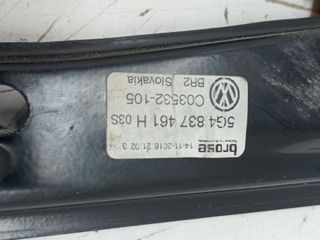 brose
14-11-2016 21 02 3
5G4 837 461 H 03S
C03532-105
BR2 Slovakia